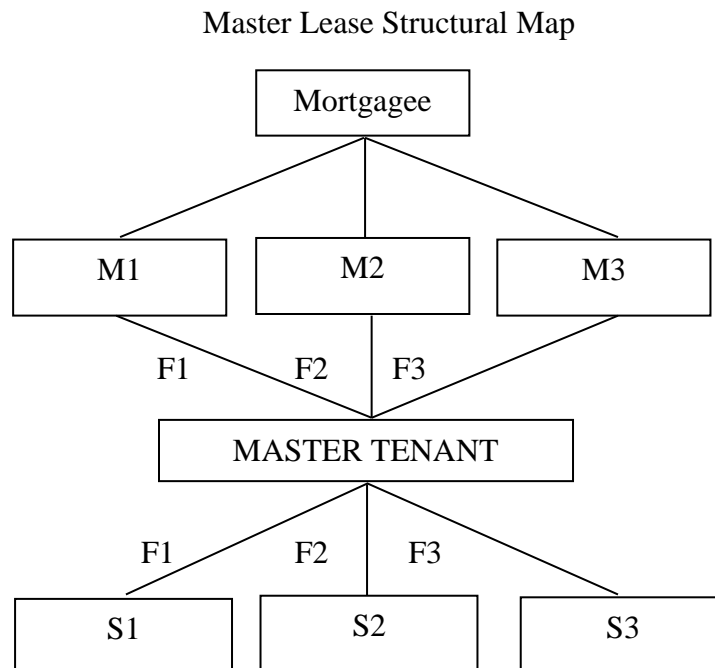 Master Lease Structural Map
Mortgagee
M1 M2 M3
F1 F2 F3
MASTER TENANT
F1 F2 F3
S1 S2 S3